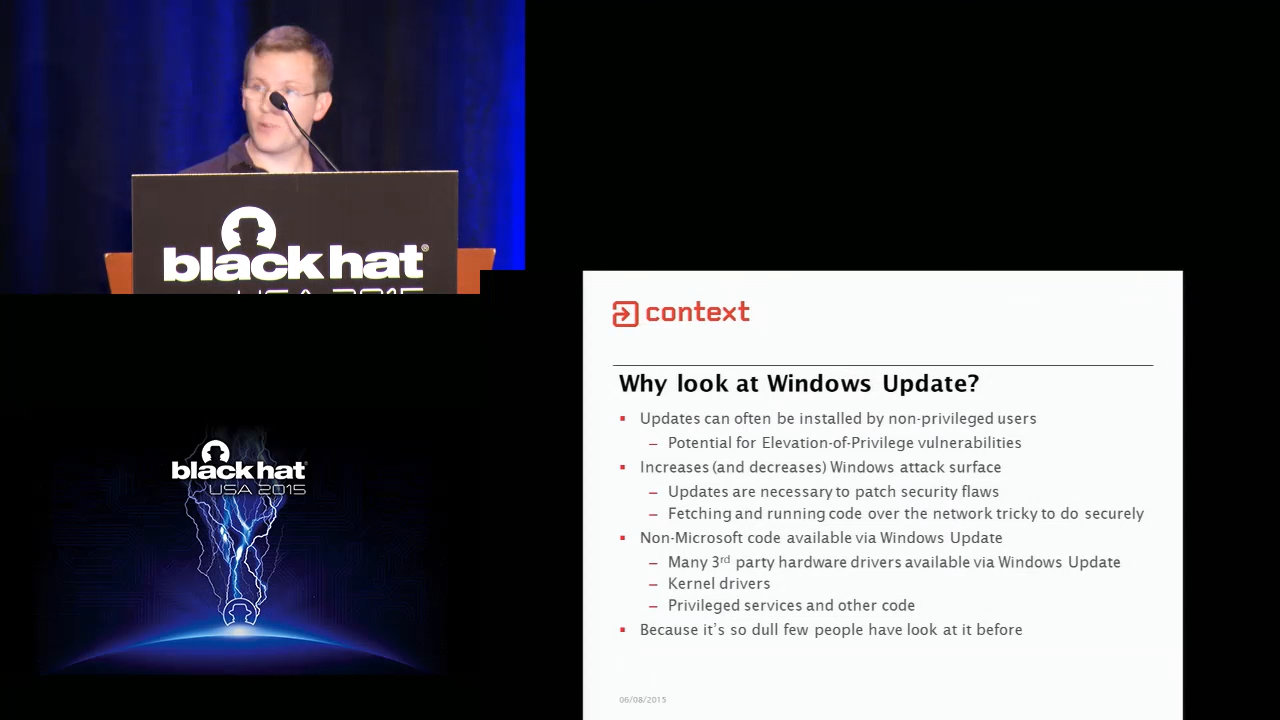 black hat®
USA 2015
context
Why look at Windows Update?
▪ Updates can often be installed by non-privileged users
– Potential for Elevation-of-Privilege vulnerabilities
▪ Increases (and decreases) Windows attack surface
– Updates are necessary to patch security flaws
– Fetching and running code over the network tricky to do securely
▪ Non-Microsoft code available via Windows Update
– Many 3rd party hardware drivers available via Windows Update
– Kernel drivers
– Privileged services and other code
▪ Because it's so dull few people have look at it before
06/08/2015
black hat
USA 2015